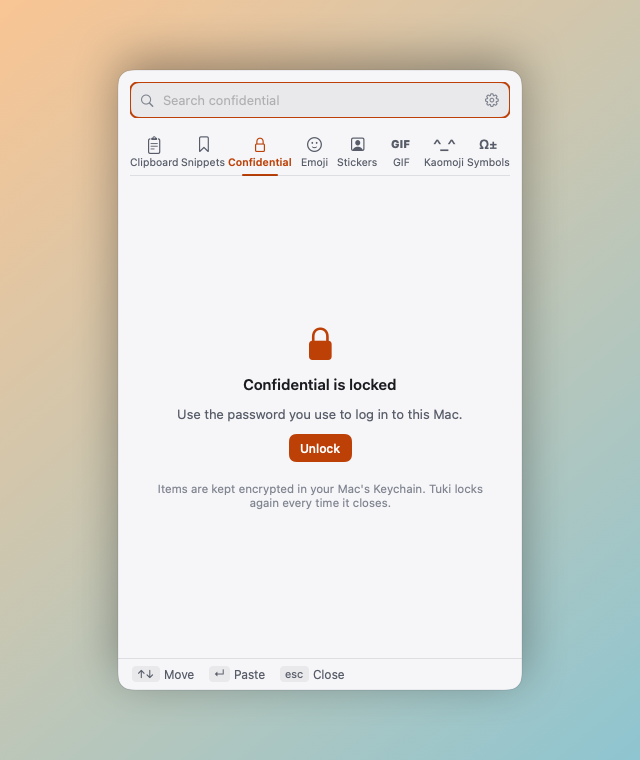 Search confidential
GIF ^_^ Ω±
Clipboard Snippets Confidential Emoji Stickers GIF Kaomoji Symbols
Confidential is locked
Use the password you use to log in to this Mac.
Unlock
Items are kept encrypted in your Mac's Keychain. Tuki locks
again every time it closes.
↑↓ Move ↵ Paste esc Close